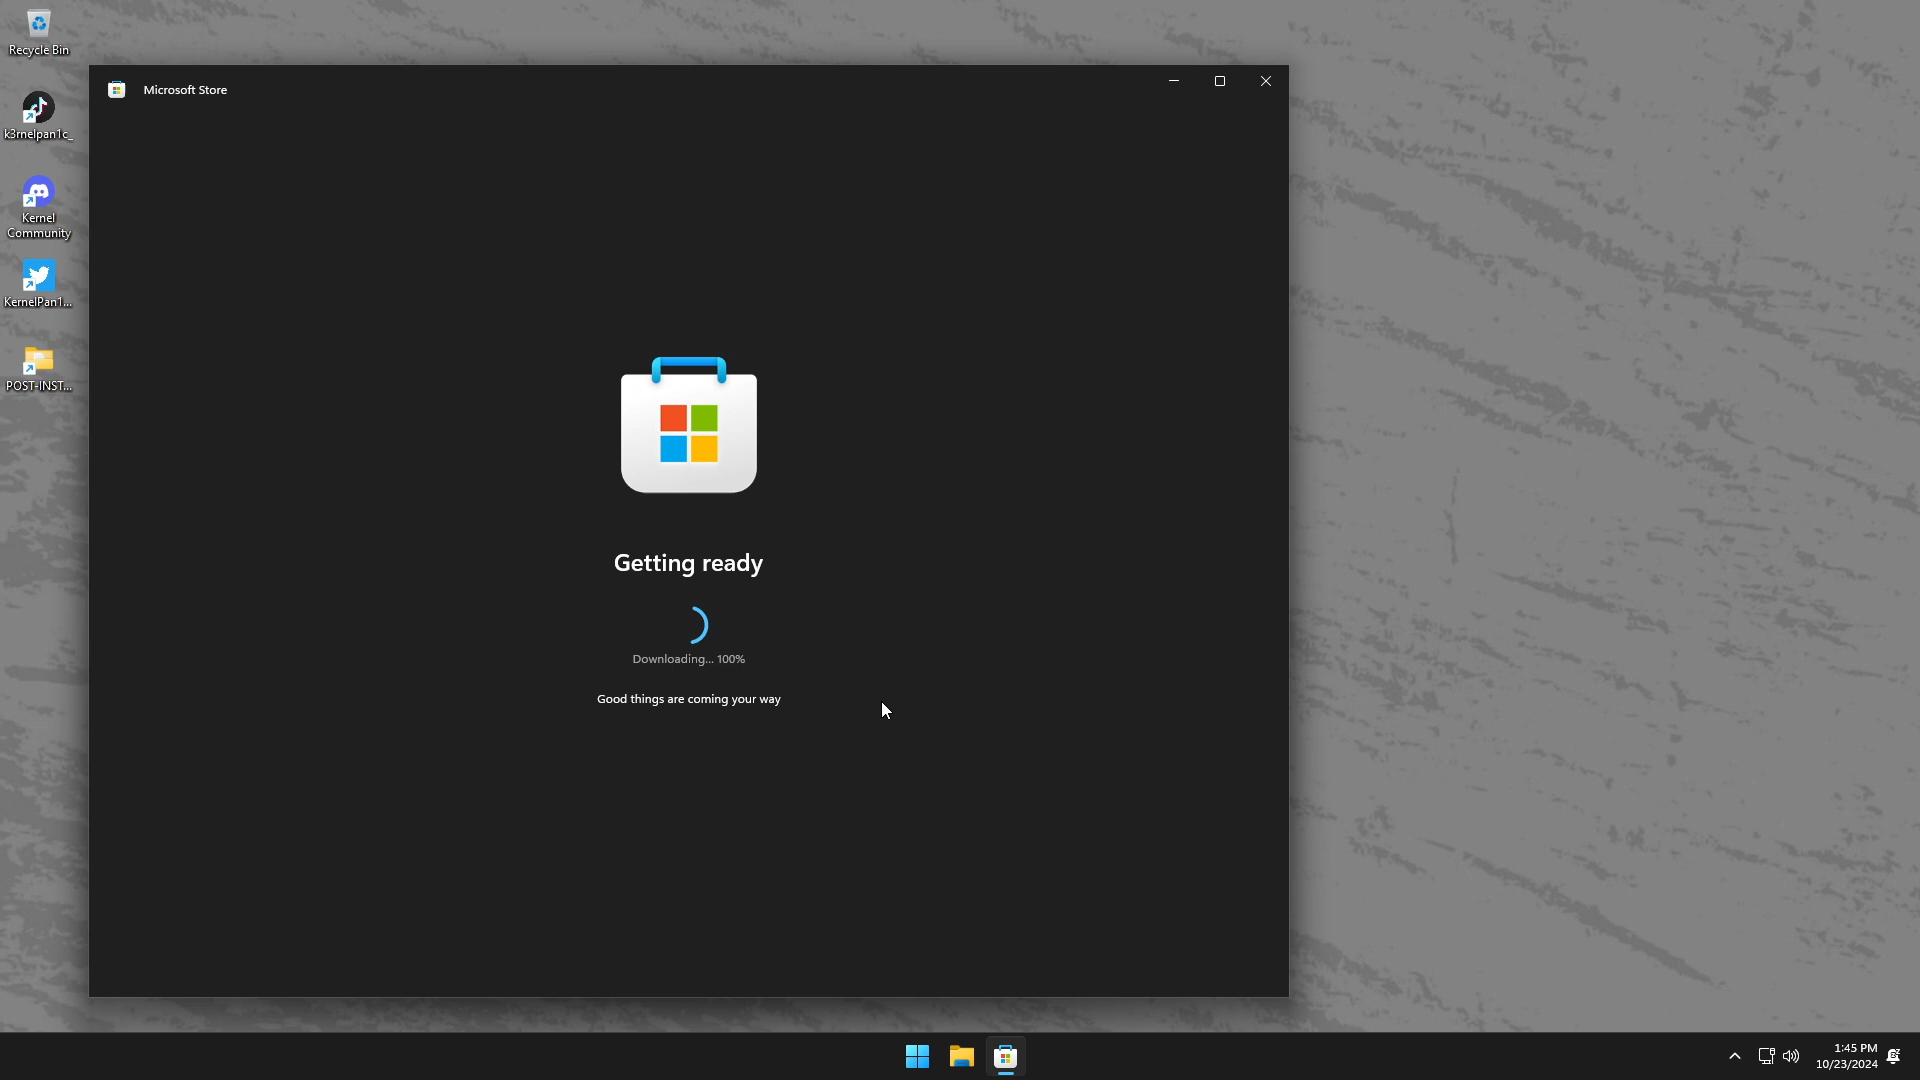 Recycle Bin
k3rnelpan1c_
Kernel
Community
KernelPan1...
POST-INST...
Microsoft Store
Getting ready
Downloading... 100%
Good things are coming your way
1:45 PM
10/23/2024